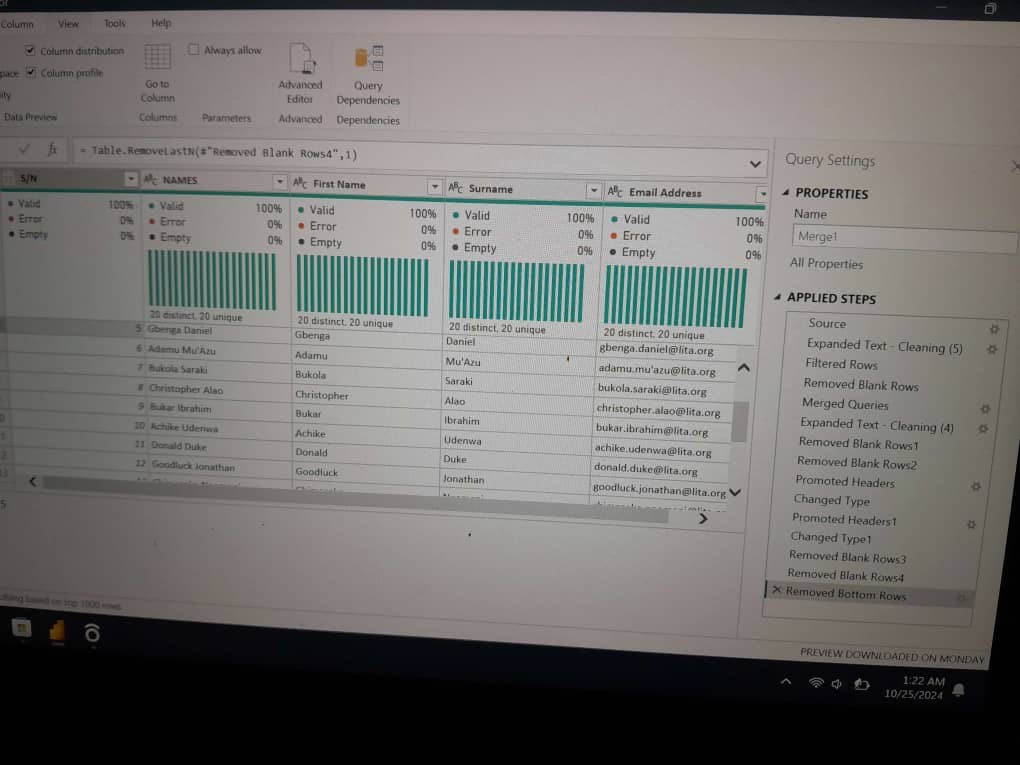 Column View Tools Help
Column distribution
Column profile
Go to
Column
Always allow
Advanced
Editor
Query
Dependencies
Data Preview Columns Parameters Advanced Dependencies
fx = Table.RemoveLastN(#"Removed Blank Rows4",1)
S/N ABC NAMES ABC First Name ABC Surname ABC Email Address
Valid 100% Valid 100% Valid 100% Valid 100% Valid 100%
Error 0% Error 0% Error 0% Error 0% Error 0%
Empty 0% Empty 0% Empty 0% Empty 0% Empty 0%
20 distinct, 20 unique 20 distinct, 20 unique 20 distinct, 20 unique 20 distinct, 20 unique
5 Gbenga Daniel Gbenga Daniel gbenga.daniel@lita.org
6 Adamu Mu'Azu Adamu Mu'Azu adamu.mu'azu@lita.org
7 Bukola Saraki Bukola Saraki bukola.saraki@lita.org
8 Christopher Alao Christopher Alao christopher.alao@lita.org
9 Bukar Ibrahim Bukar Ibrahim bukar.ibrahim@lita.org
10 Achike Udenwa Achike Udenwa achike.udenwa@lita.org
11 Donald Duke Donald Duke donald.duke@lita.org
12 Goodluck Jonathan Goodluck Jonathan goodluck.jonathan@lita.org
based on top 1000 rows
Query Settings
PROPERTIES
Name
Merge1
All Properties
APPLIED STEPS
Source
Expanded Text - Cleaning (5)
Filtered Rows
Removed Blank Rows
Merged Queries
Expanded Text - Cleaning (4)
Removed Blank Rows1
Removed Blank Rows2
Promoted Headers
Changed Type
Promoted Headers1
Changed Type1
Removed Blank Rows3
Removed Blank Rows4
Removed Bottom Rows
PREVIEW DOWNLOADED ON MONDAY
1:22 AM
10/25/2024